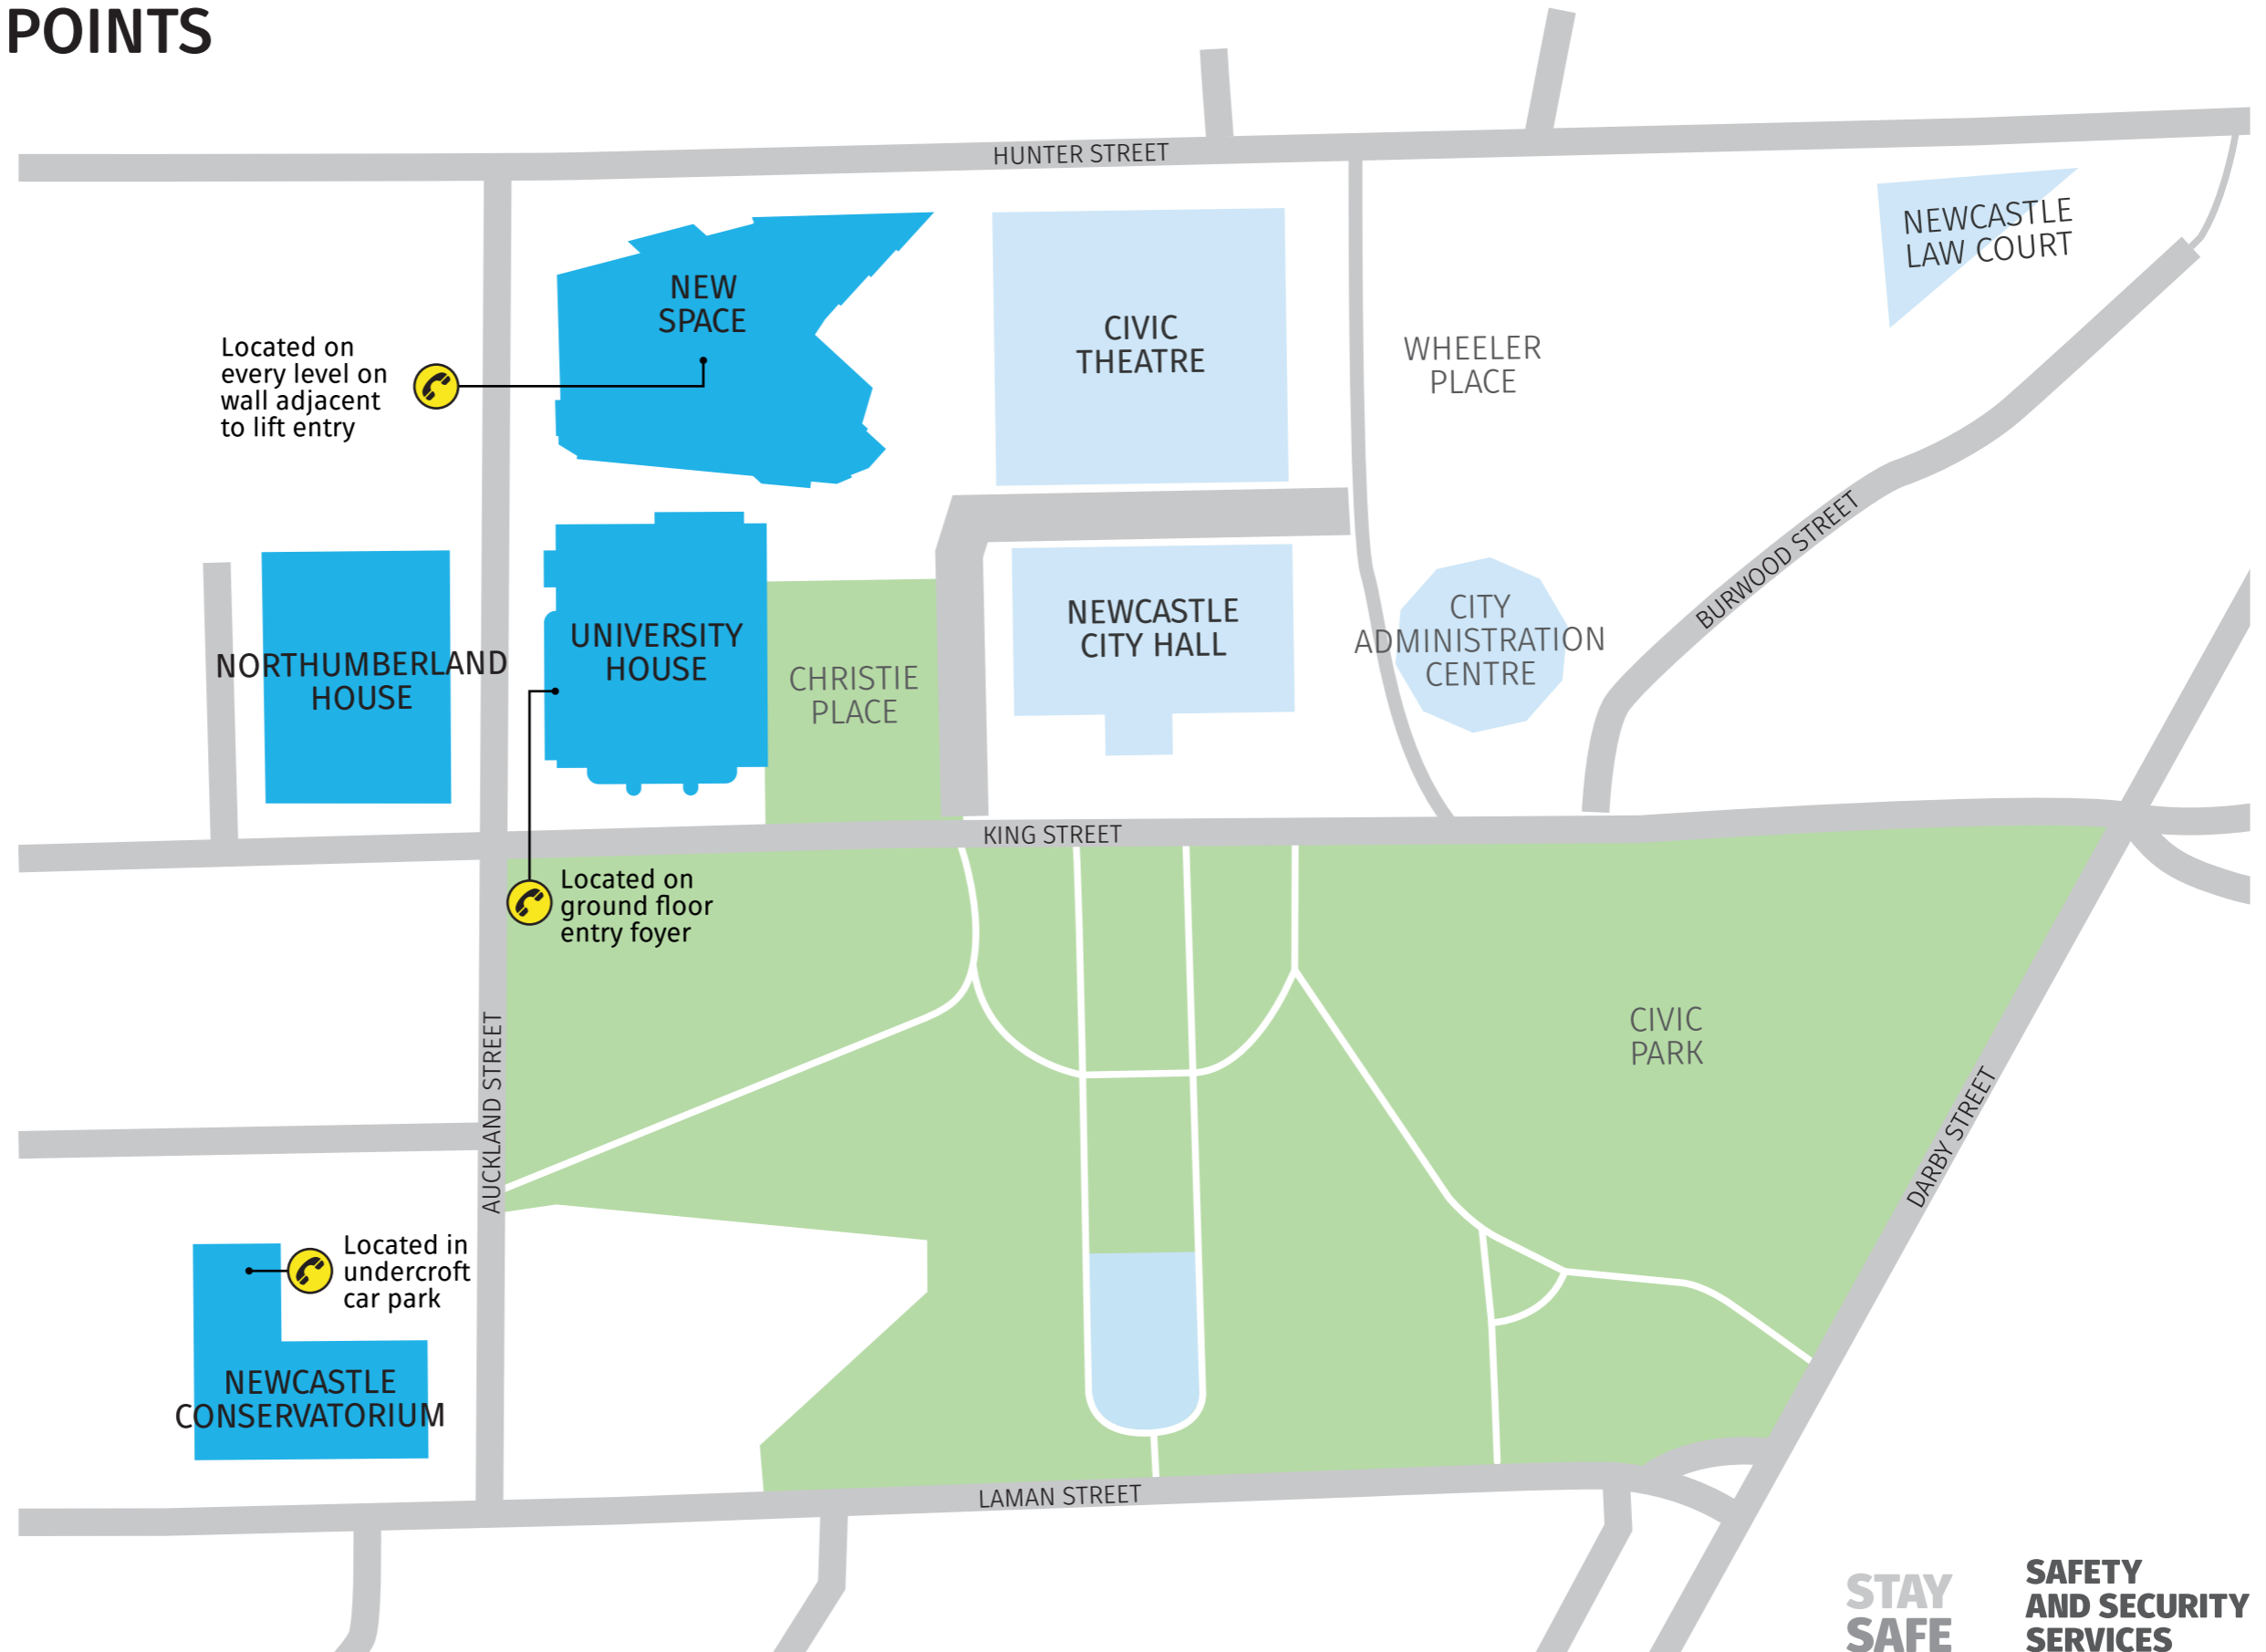 POINTS
HUNTER STREET
NEWCASTLE
LAW COURT
NEW
SPACE
CIVIC
THEATRE
WHEELER
PLACE
Located on
every level on
wall adjacent
to lift entry
BURWOOD STREET
NORTHUMBERLAND
HOUSE
UNIVERSITY
HOUSE
CHRISTIE
PLACE
NEWCASTLE
CITY HALL
CITY
ADMINISTRATION
CENTRE
KING STREET
Located on
ground floor
entry foyer
AUCKLAND STREET
CIVIC
PARK
DARBY STREET
Located in
undercroft
car park
NEWCASTLE
CONSERVATORIUM
LAMAN STREET
STAY
SAFE
SAFETY
AND SECURITY
SERVICES